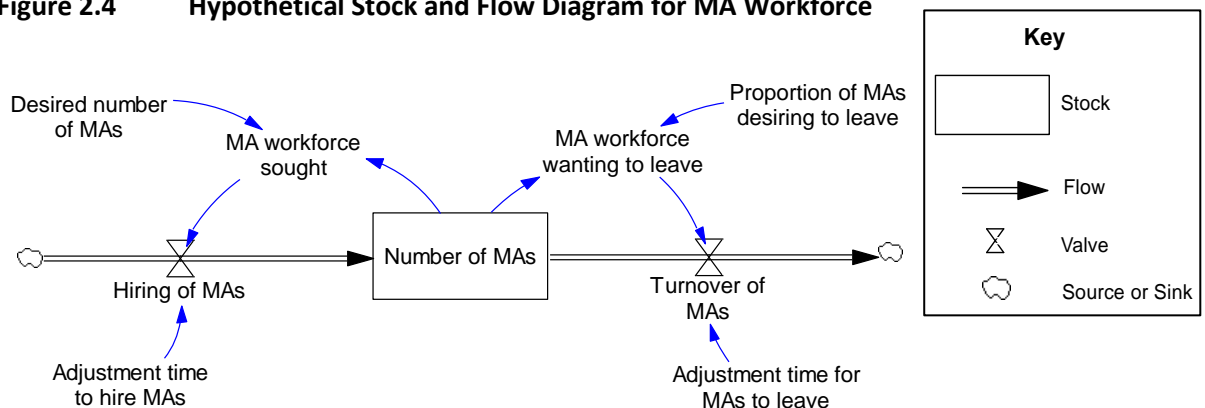 Figure 2.4 Hypothetical Stock and Flow Diagram for MA Workforce
Key
Stock
Flow
Valve
Source or Sink
Desired number
of MAs
MA workforce
sought
Proportion of MAs
desiring to leave
MA workforce
wanting to leave
Number of MAs
Hiring of MAs
Turnover of
MAs
Adjustment time
to hire MAs
Adjustment time for
MAs to leave